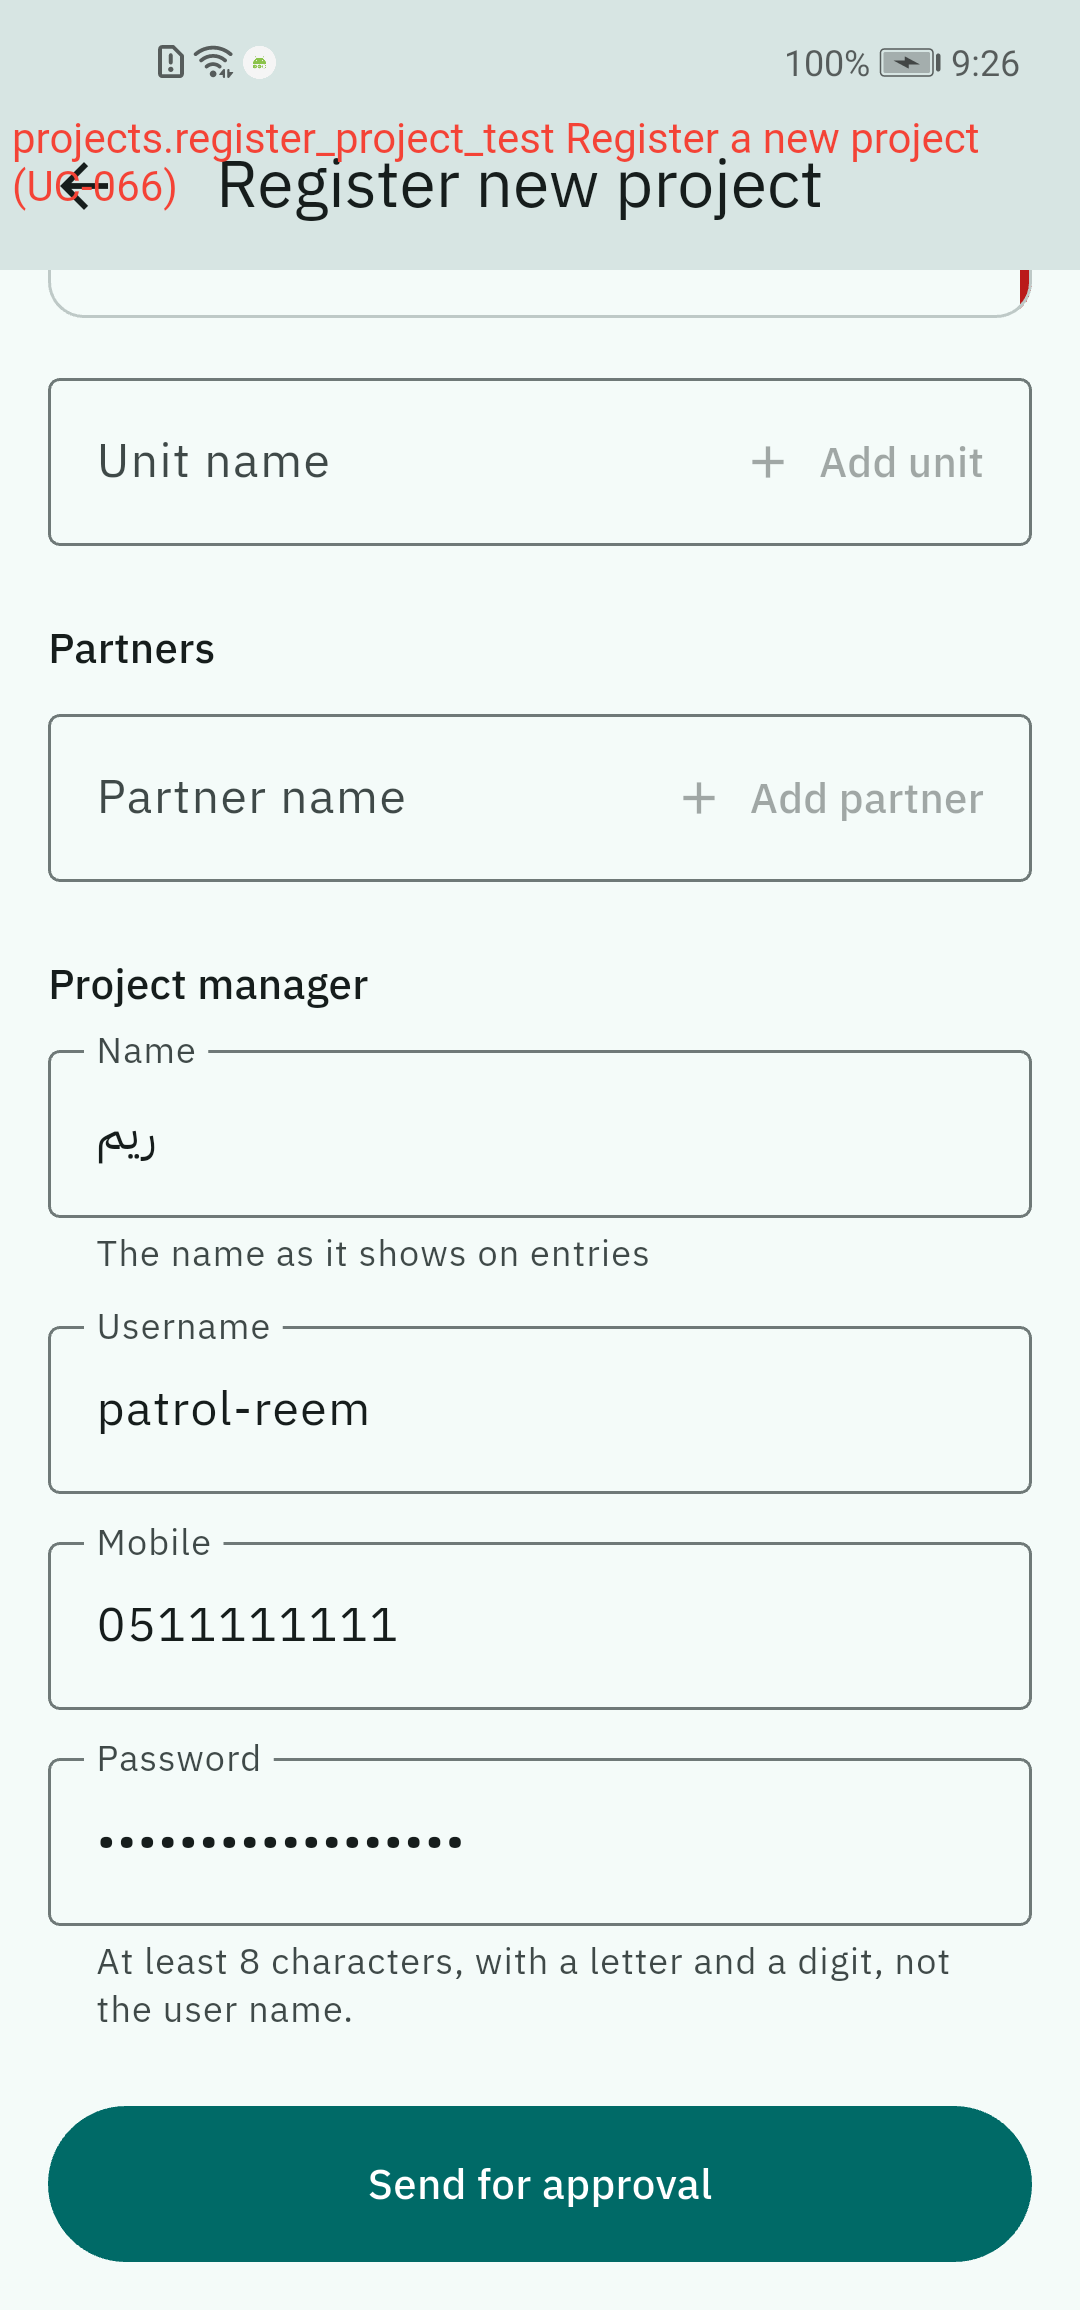 100% 9:26
projects.register_project_test Register a new project
(UC-066)
Register new project
Unit name
+ Add unit
Partners
Partner name
+ Add partner
Project manager
Name
ريم
The name as it shows on entries
Username
patrol-reem
Mobile
0511111111
Password
••••••••••••••••••
At least 8 characters, with a letter and a digit, not
the user name.
Send for approval